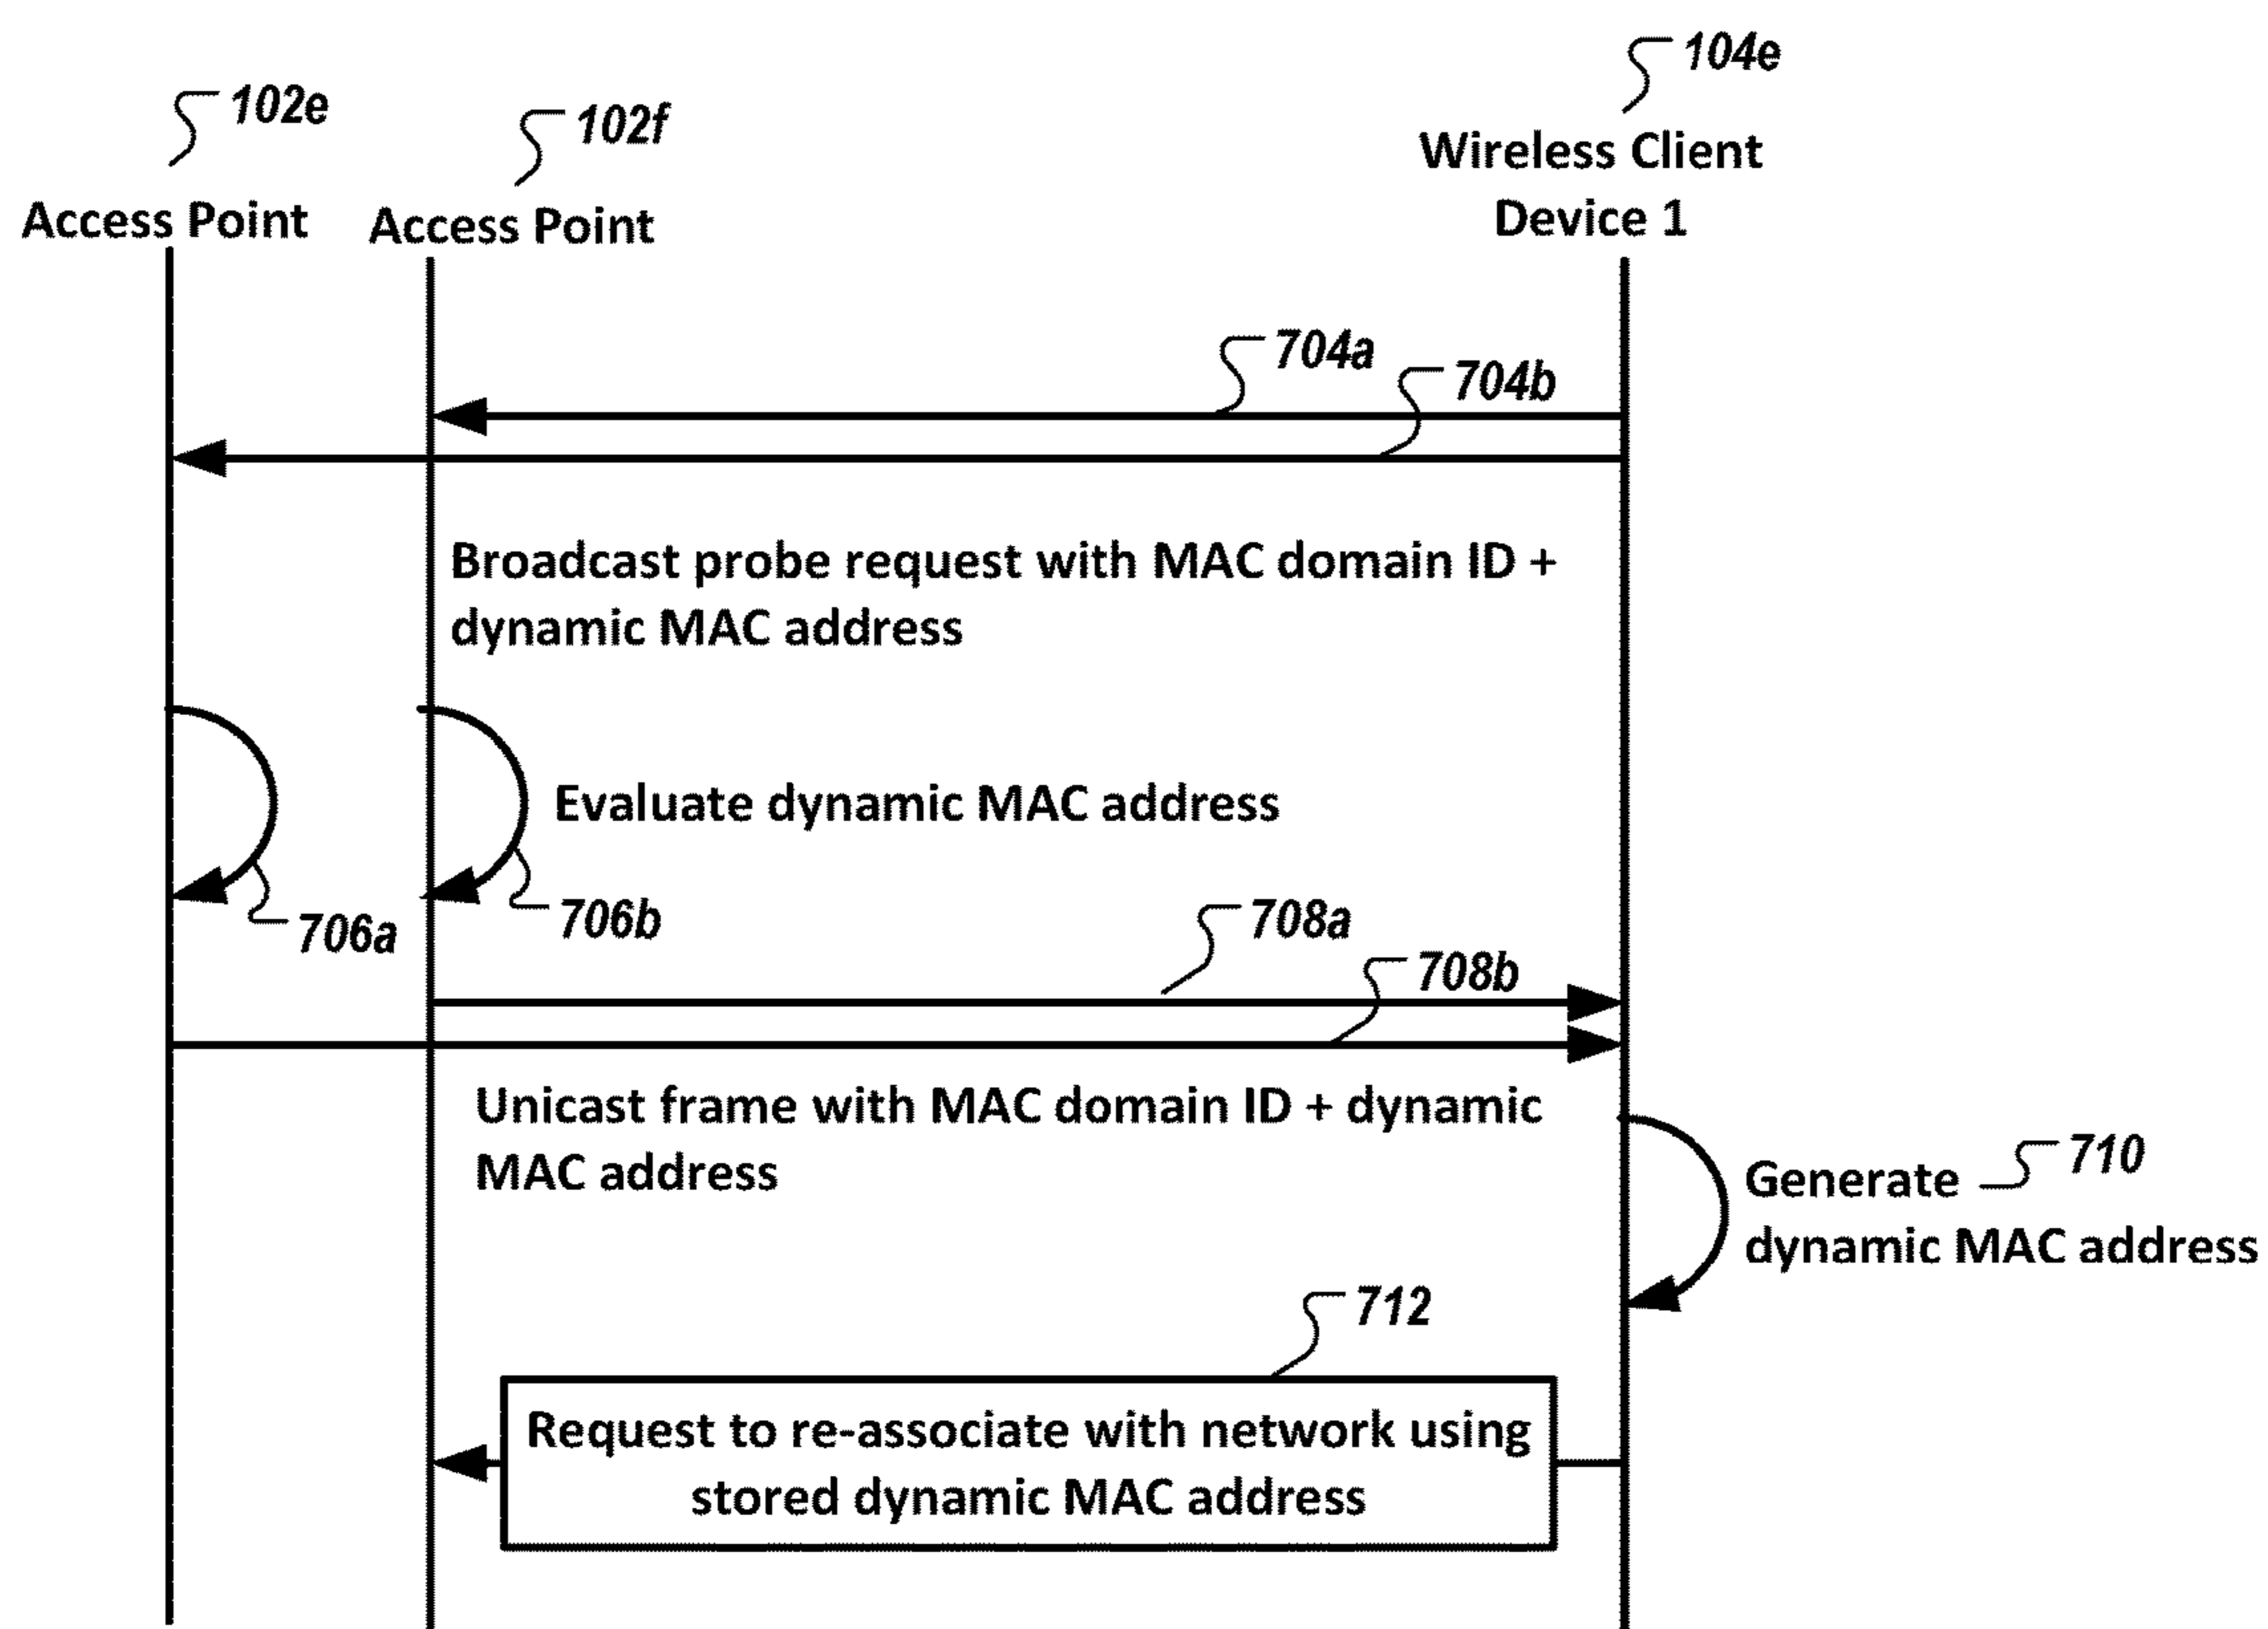 104e
102e
102f
Wireless Client
Device 1
Access Point
Access Point
704a
704b
Broadcast probe request with MAC domain ID +
dynamic MAC address
Evaluate dynamic MAC address
706a
706b
708a
708b
Unicast frame with MAC domain ID + dynamic
MAC address
710
Generate
dynamic MAC address
712
Request to re-associate with network using
stored dynamic MAC address